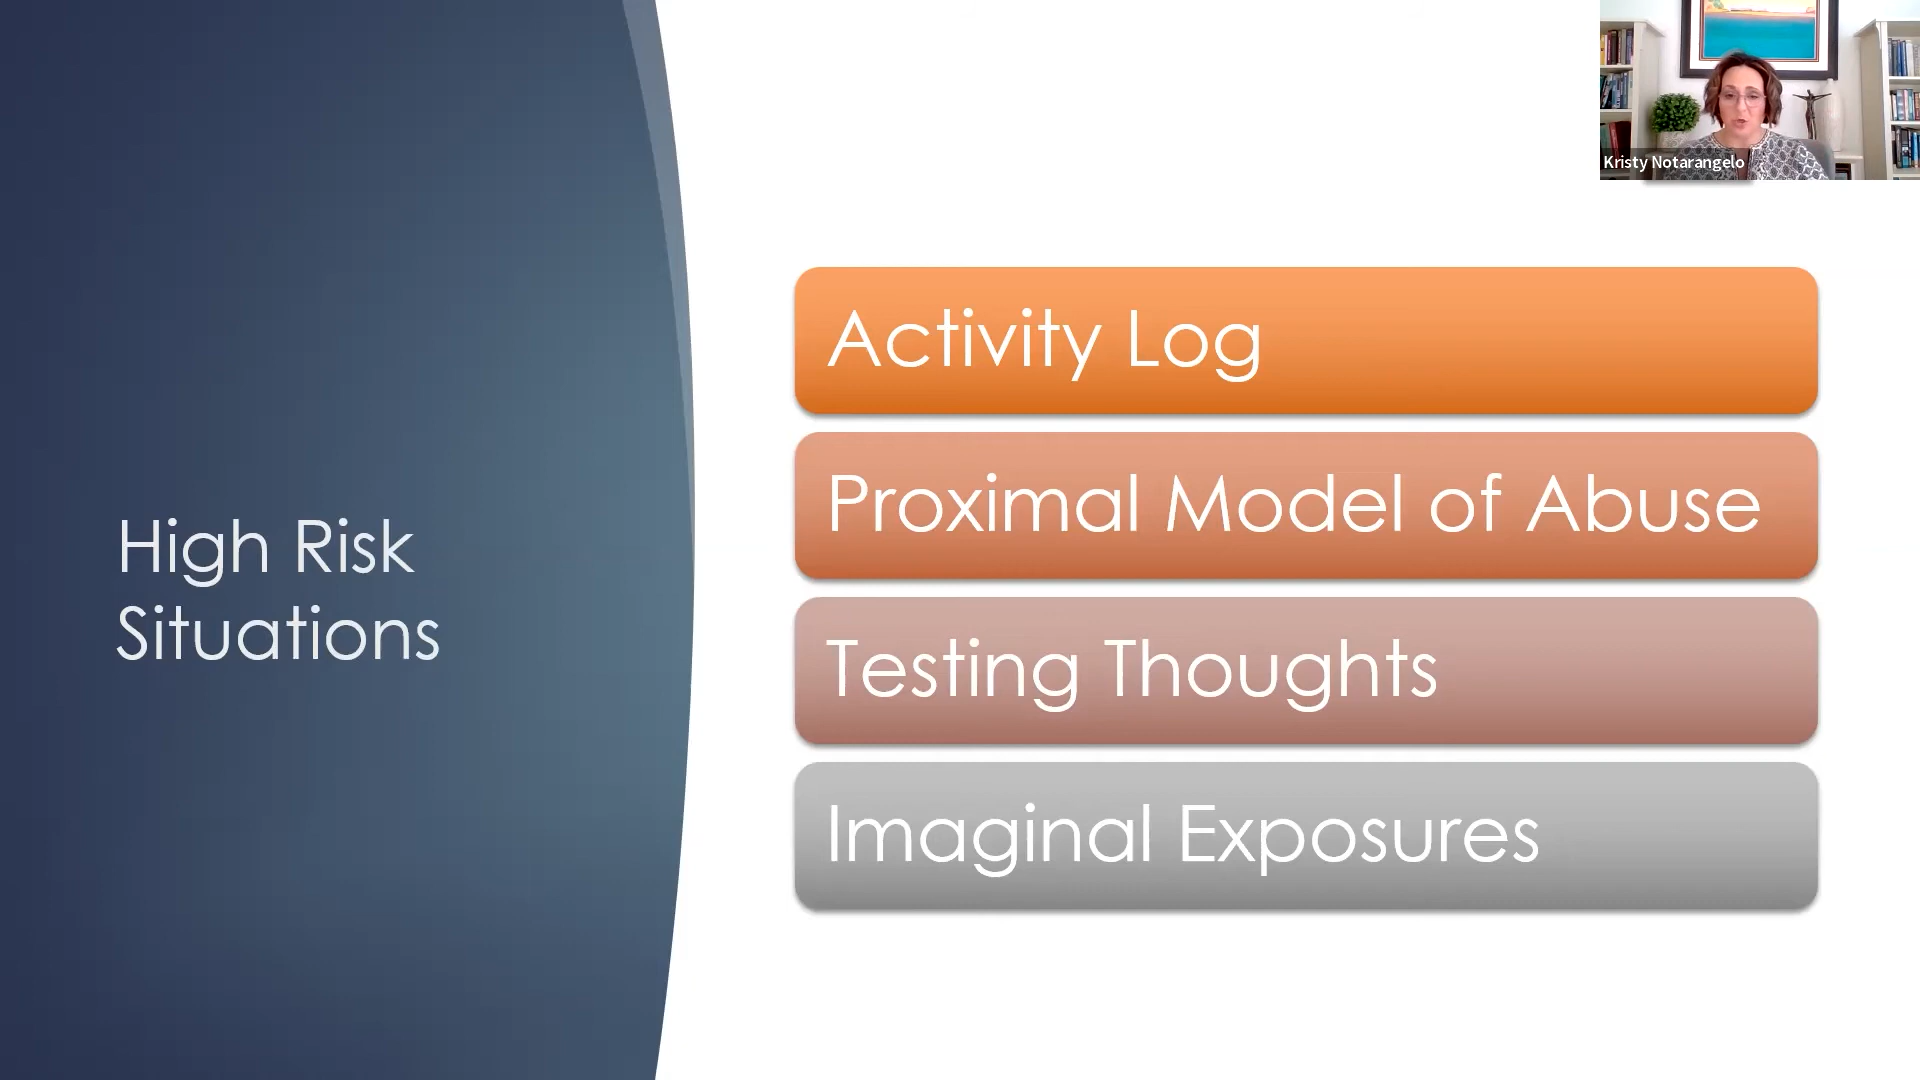 High Risk
Situations
Activity Log
Proximal Model of Abuse
Testing Thoughts
Imaginal Exposures
Kristy Notarangelo